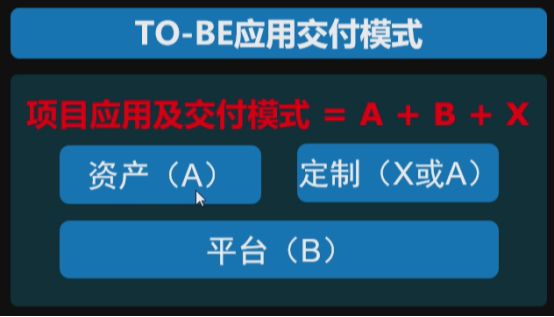 TO-BE应用交付模式
项目应用及交付模式 = A + B + X
资产（A） 定制（X或A）
平台（B）